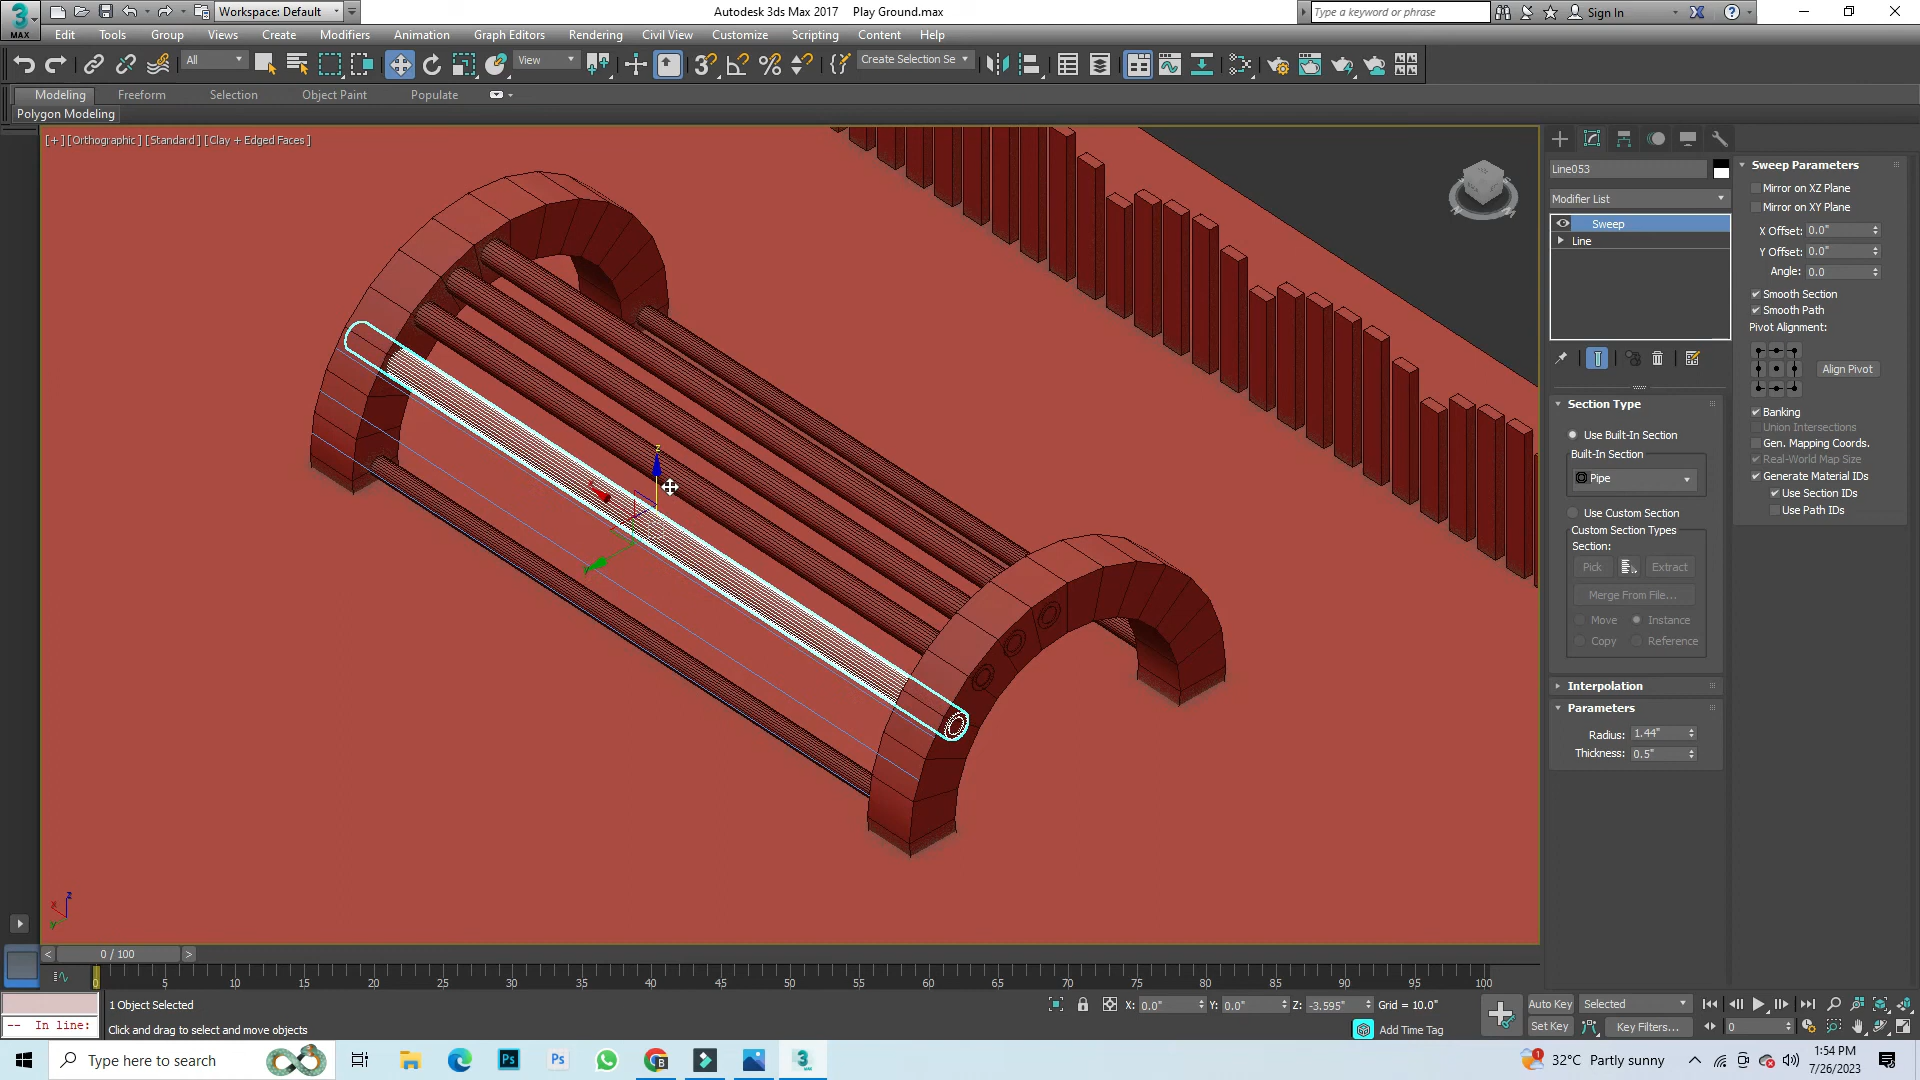 3 MAX
Workspace: Default
Autodesk 3ds Max 2017 Play Ground.max
Type a keyword or phrase
Sign In
Edit Tools Group Views Create Modifiers Animation Graph Editors Rendering Civil View Customize Scripting Content Help
All
View
Create Selection Se
Modeling Freeform Selection Object Paint Populate
Polygon Modeling
[+] [Orthographic] [Standard] [Clay + Edged Faces]
Line053
Modifier List
Sweep
Line
Section Type
Use Built-In Section
Built-In Section
Pipe
Use Custom Section
Custom Section Types
Section:
Pick Extract
Merge From File...
Move Instance
Copy Reference
Interpolation
Parameters
Radius: 1.44"
Thickness: 0.5"
Sweep Parameters
Mirror on XZ Plane
Mirror on XY Plane
X Offset: 0.0"
Y Offset: 0.0"
Angle: 0.0
Smooth Section
Smooth Path
Pivot Alignment:
Align Pivot
Banking
Union Intersections
Gen. Mapping Coords.
Real-World Map Size
Generate Material IDs
Use Section IDs
Use Path IDs
z
y
z
x
y
< 0 / 100 >
0 5 10 15 20 25 30 35 40 45 50 55 60 65 70 75 80 85 90 95 100
1 Object Selected
X: 0.0" Y: 0.0" Z: -3.595" Grid = 10.0"
Auto Key Selected
-- In line:
Click and drag to select and move objects
Add Time Tag
Set Key Key Filters... 0
Type here to search
32°C Partly sunny
1:54 PM
7/26/2023